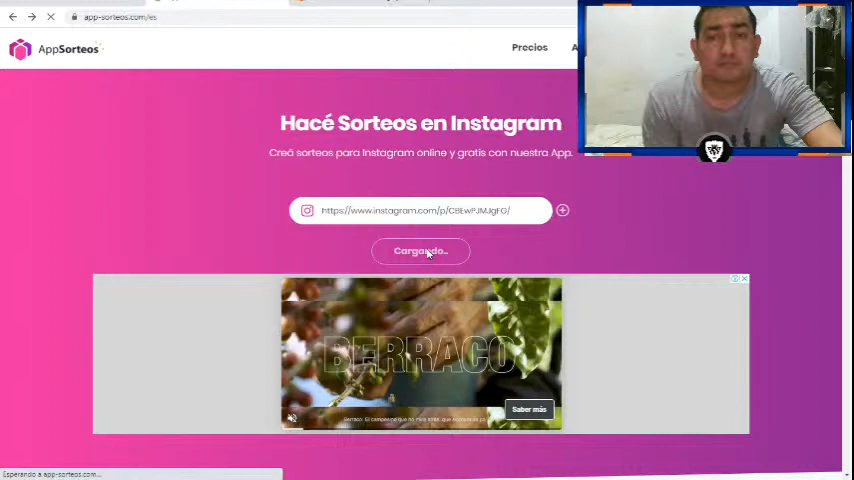 app-sorteos.com/es
AppSorteos
Precios
A
Hacé Sorteos en Instagram
Creá sorteos para Instagram online y gratis con nuestra App.
https://www.instagram.com/p/CBEwPJMJgFG/
Cargando..
BERRACO
Saber más
Esperando a app-sorteos.com...